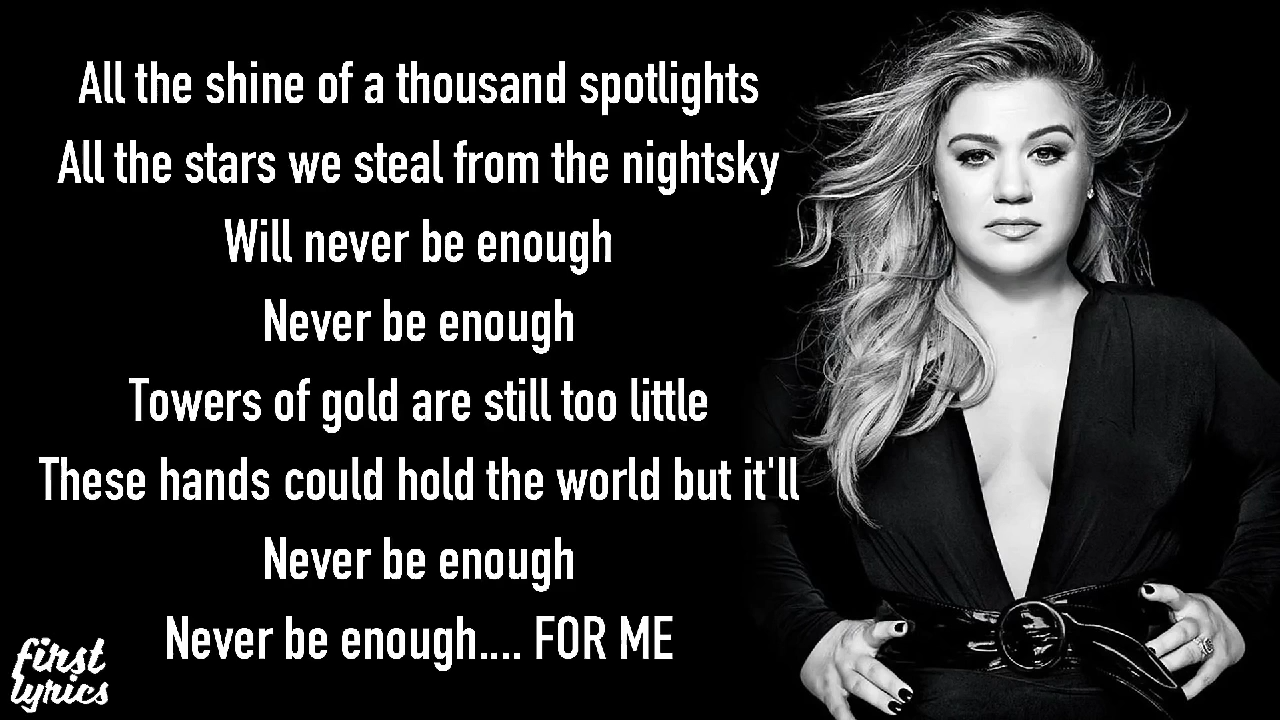 All the shine of a thousand spotlights
All the stars we steal from the nightsky
Will never be enough
Never be enough
Towers of gold are still too little
These hands could hold the world but it'll
Never be enough
Never be enough.... FOR ME
first
lyrics